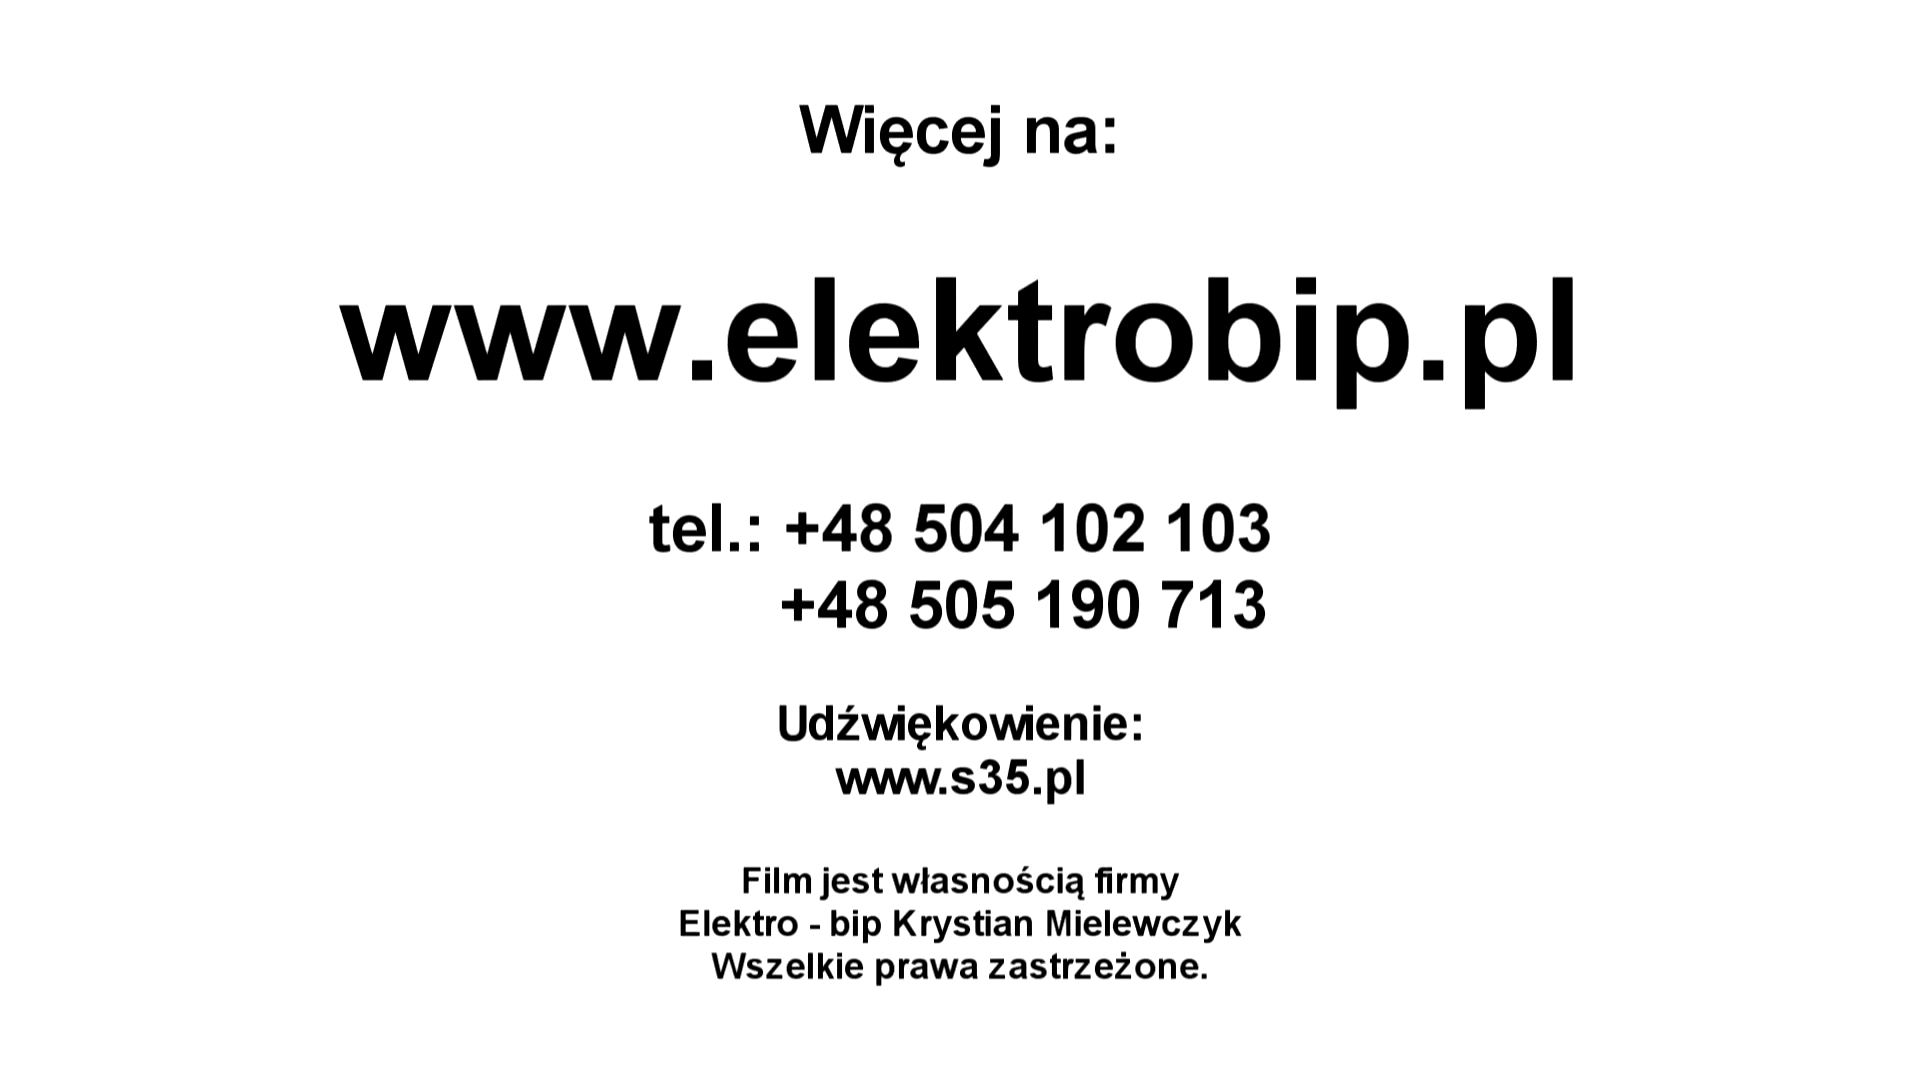 Więcej na:
www.elektrobip.pl
tel.: +48 504 102 103
+48 505 190 713
Udźwiękowienie:
www.s35.pl
Film jest własnością firmy
Elektro - bip Krystian Mielewczyk
Wszelkie prawa zastrzeżone.